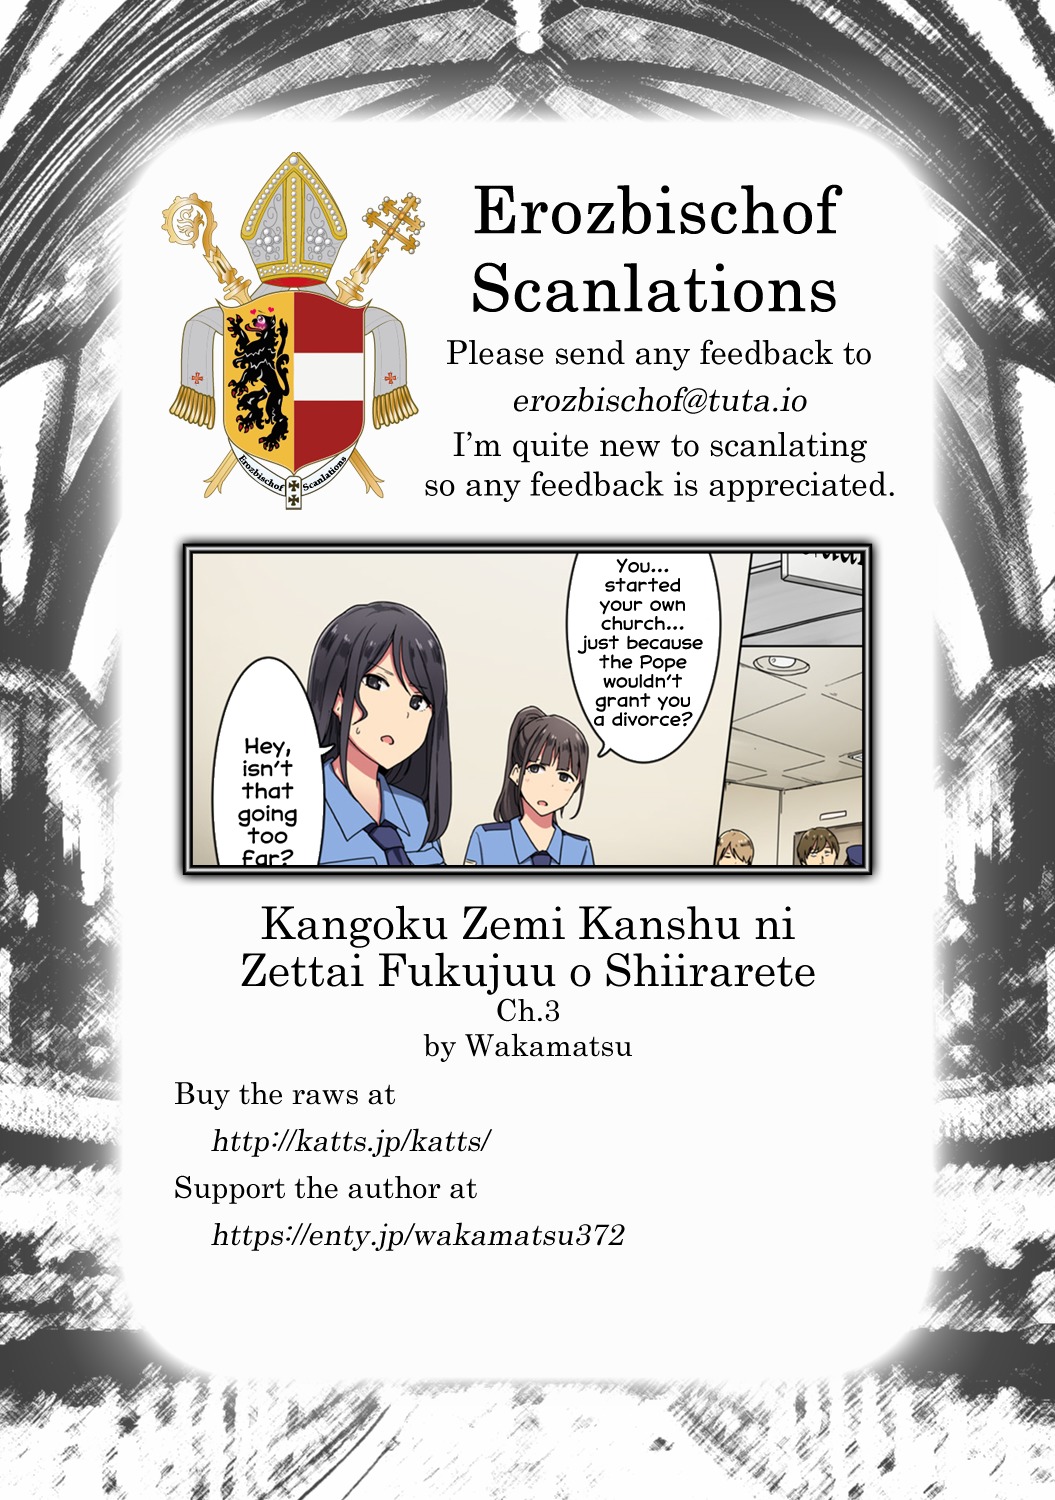 Erozbischof
Scanlations
Please send any feedback to
erozbischof@tuta.io
I'm quite new to scanlating
so any feedback is appreciated.
Erozbischof Scanlations
You...
started
your own
church...
just because
the Pope
wouldn't
grant you
a divorce?
Hey,
isn't
that
going
too
far?
Kangoku Zemi Kanshu ni
Zettai Fukujuu o Shiirarete
Ch.3
by Wakamatsu
Buy the raws at
http://katts.jp/katts/
Support the author at
https://enty.jp/wakamatsu372